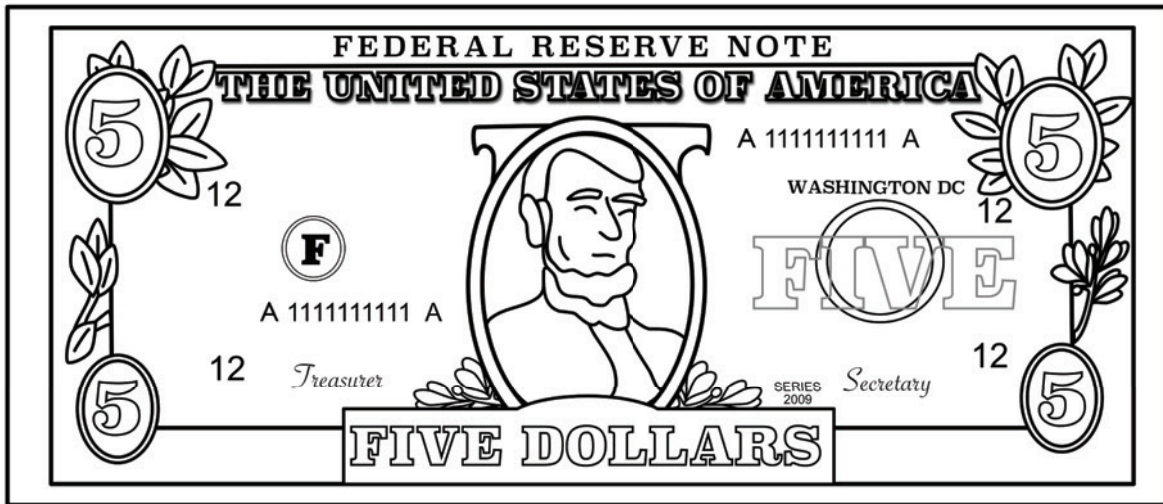 FEDERAL RESERVE NOTE
THE UNITED STATES OF AMERICA
5
5
A 1111111111 A
WASHINGTON DC
12
12
F
FIVE
A 1111111111 A
12
Treasurer
SERIES
2009
Secretary
12
5
5
FIVE DOLLARS